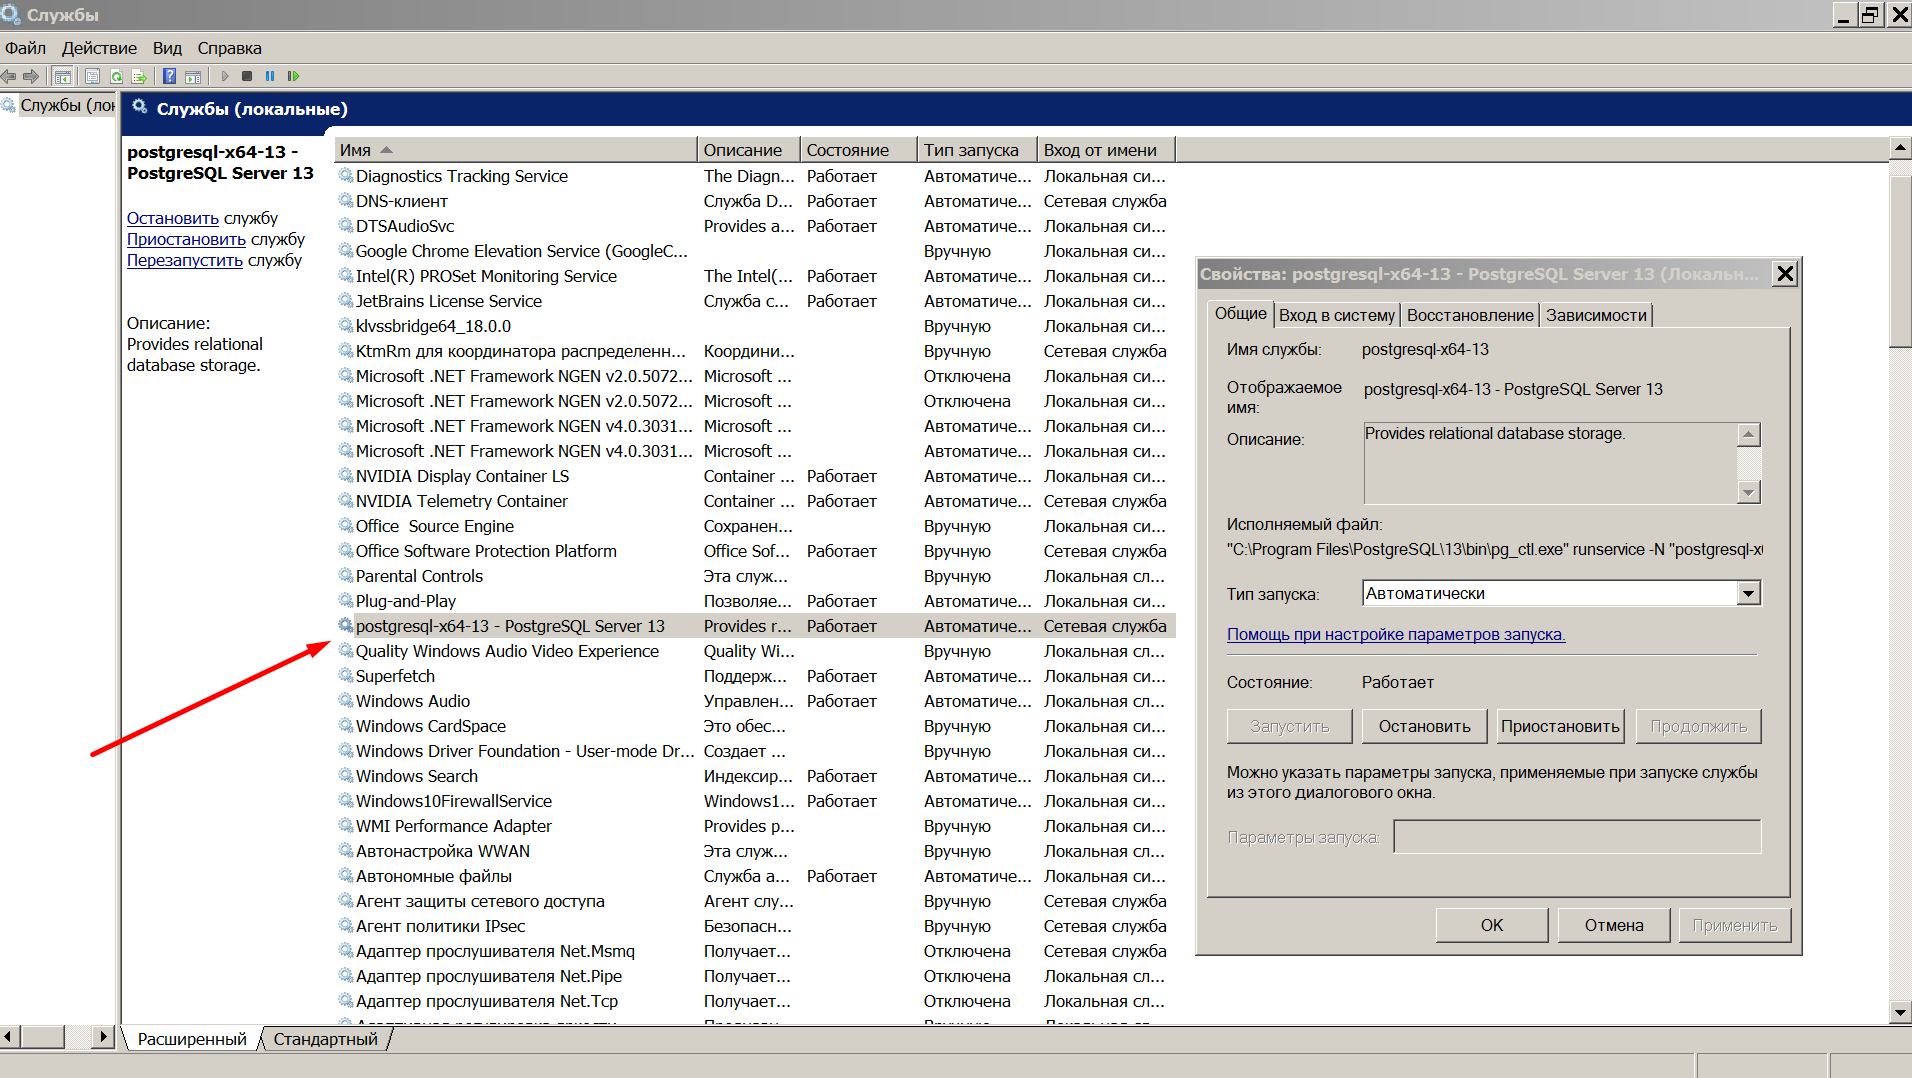 Службы
Файл Действие Вид Справка
Службы (лок
Службы (локальные)
postgresql-x64-13 -
PostgreSQL Server 13
Остановить службу
Приостановить службу
Перезапустить службу
Описание:
Provides relational
database storage.
Имя Описание Состояние Тип запуска Вход от имени
Diagnostics Tracking Service The Diagn... Работает Автоматиче... Локальная си...
DNS-клиент Служба D... Работает Автоматиче... Сетевая служба
DTSAudioSvc Provides a... Работает Автоматиче... Локальная си...
Google Chrome Elevation Service (GoogleC... Вручную Локальная си...
Intel(R) PROSet Monitoring Service The Intel(... Работает Автоматиче... Локальная си...
JetBrains License Service Служба с... Работает Автоматиче... Локальная си...
klvssbridge64_18.0.0 Вручную Локальная си...
KtmRm для координатора распределенн... Координи... Вручную Сетевая служба
Microsoft .NET Framework NGEN v2.0.5072... Microsoft ... Отключена Локальная си...
Microsoft .NET Framework NGEN v2.0.5072... Microsoft ... Отключена Локальная си...
Microsoft .NET Framework NGEN v4.0.3031... Microsoft ... Автоматиче... Локальная си...
Microsoft .NET Framework NGEN v4.0.3031... Microsoft ... Автоматиче... Локальная си...
NVIDIA Display Container LS Container ... Работает Автоматиче... Локальная си...
NVIDIA Telemetry Container Container ... Работает Автоматиче... Сетевая служба
Office  Source Engine Сохранен... Вручную Локальная си...
Office Software Protection Platform Office Sof... Работает Вручную Сетевая служба
Parental Controls Эта служ... Вручную Локальная сл...
Plug-and-Play Позволяе... Работает Автоматиче... Локальная си...
postgresql-x64-13 - PostgreSQL Server 13 Provides r... Работает Автоматиче... Сетевая служба
Quality Windows Audio Video Experience Quality Wi... Вручную Локальная сл...
Superfetch Поддерж... Работает Автоматиче... Локальная си...
Windows Audio Управлен... Работает Автоматиче... Локальная сл...
Windows CardSpace Это обес... Вручную Локальная си...
Windows Driver Foundation - User-mode Dr... Создает ... Вручную Локальная си...
Windows Search Индексир... Работает Автоматиче... Локальная си...
Windows10FirewallService Windows1... Работает Автоматиче... Локальная си...
WMI Performance Adapter Provides p... Вручную Локальная си...
Автонастройка WWAN Эта служ... Вручную Локальная сл...
Автономные файлы Служба а... Работает Автоматиче... Локальная си...
Агент защиты сетевого доступа Агент слу... Вручную Сетевая служба
Агент политики IPsec Безопасн... Вручную Сетевая служба
Адаптер прослушивателя Net.Msmq Получает... Отключена Сетевая служба
Адаптер прослушивателя Net.Pipe Получает... Отключена Локальная сл...
Адаптер прослушивателя Net.Tcp Получает... Отключена Локальная сл...
Расширенный Стандартный
Свойства: postgresql-x64-13 - PostgreSQL Server 13 (Локальн...
Общие Вход в систему Восстановление Зависимости
Имя службы: postgresql-x64-13
Отображаемое
имя:
postgresql-x64-13 - PostgreSQL Server 13
Описание: Provides relational database storage.
Исполняемый файл:
"C:\Program Files\PostgreSQL\13\bin\pg_ctl.exe" runservice -N "postgresql-x
Тип запуска: Автоматически
Помощь при настройке параметров запуска.
Состояние: Работает
Запустить Остановить Приостановить Продолжить
Можно указать параметры запуска, применяемые при запуске службы
из этого диалогового окна.
Параметры запуска:
OK Отмена Применить